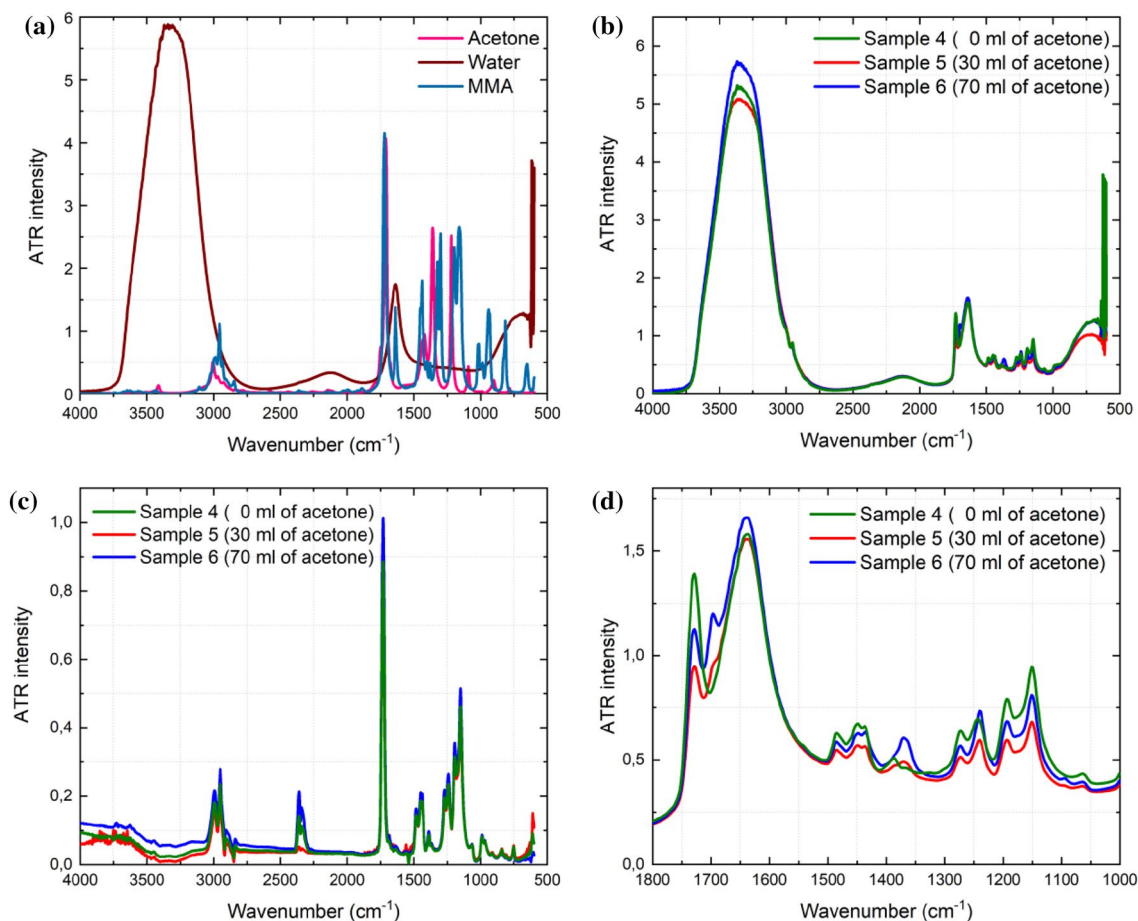 (a)
6
5
4
3
2
1
0
ATR intensity
Acetone
Water
MMA
4000 3500 3000 2500 2000 1500 1000 500
Wavenumber (cm-1)
(b)
6
5
4
3
2
1
0
ATR intensity
Sample 4 ( 0 ml of acetone)
Sample 5 (30 ml of acetone)
Sample 6 (70 ml of acetone)
4000 3500 3000 2500 2000 1500 1000 500
Wavenumber (cm-1)
(c)
1,0
0,8
0,6
0,4
0,2
0,0
ATR intensity
Sample 4 ( 0 ml of acetone)
Sample 5 (30 ml of acetone)
Sample 6 (70 ml of acetone)
4000 3500 3000 2500 2000 1500 1000 500
Wavenumber (cm-1)
(d)
1,5
1,0
0,5
0,0
ATR intensity
Sample 4 ( 0 ml of acetone)
Sample 5 (30 ml of acetone)
Sample 6 (70 ml of acetone)
1800 1700 1600 1500 1400 1300 1200 1100 1000
Wavenumber (cm-1)